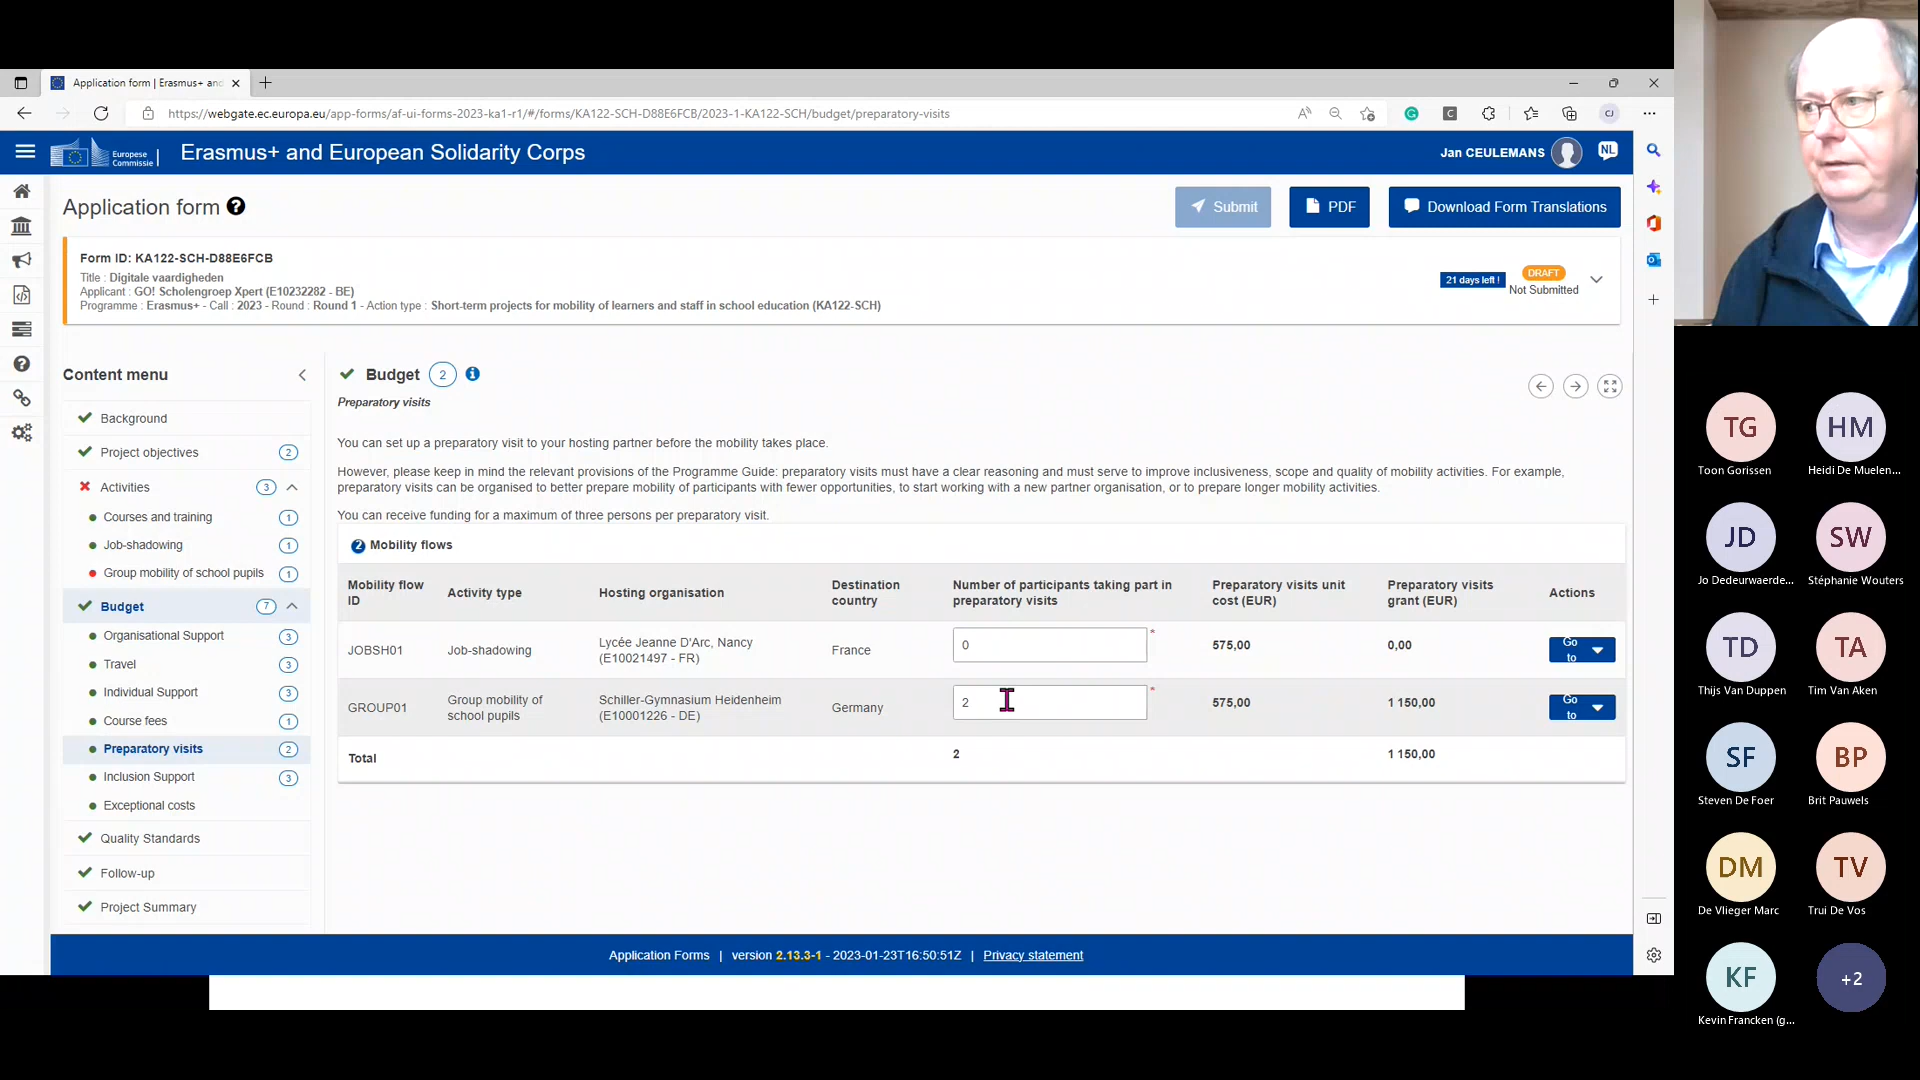 Application form | Erasmus+ and
https://webgate.ec.europa.eu/app-forms/af-ui-forms-2023-ka1-r1/#/forms/KA122-SCH-D88E6FCB/2023-1-KA122-SCH/budget/preparatory-visits
CJ
Europese Commissie
Erasmus+ and European Solidarity Corps
Jan CEULEMANS
NL
Application form
Submit
PDF
Download Form Translations
Form ID: KA122-SCH-D88E6FCB
Title : Digitale vaardigheden
Applicant : GO! Scholengroep Xpert (E10232282 - BE)
Programme : Erasmus+ - Call : 2023 - Round : Round 1 - Action type : Short-term projects for mobility of learners and staff in school education (KA122-SCH)
21 days left !
DRAFT
Not Submitted
Content menu
Background
Project objectives 2
Activities 3
Courses and training 1
Job-shadowing 1
Group mobility of school pupils 1
Budget 7
Organisational Support 3
Travel 3
Individual Support 3
Course fees 1
Preparatory visits 2
Inclusion Support 3
Exceptional costs
Quality Standards
Follow-up
Project Summary
Budget 2
Preparatory visits
You can set up a preparatory visit to your hosting partner before the mobility takes place.
However, please keep in mind the relevant provisions of the Programme Guide: preparatory visits must have a clear reasoning and must serve to improve inclusiveness, scope and quality of mobility activities. For example,
preparatory visits can be organised to better prepare mobility of participants with fewer opportunities, to start working with a new partner organisation, or to prepare longer mobility activities.
You can receive funding for a maximum of three persons per preparatory visit.
2 Mobility flows
Mobility flow ID Activity type Hosting organisation Destination country Number of participants taking part in preparatory visits Preparatory visits unit cost (EUR) Preparatory visits grant (EUR) Actions
JOBSH01 Job-shadowing Lycée Jeanne D'Arc, Nancy (E10021497 - FR) France 0 * 575,00 0,00 Go to
GROUP01 Group mobility of school pupils Schiller-Gymnasium Heidenheim (E10001226 - DE) Germany 2 * 575,00 1 150,00 Go to
Total 2 1 150,00
Application Forms | version 2.13.3-1 - 2023-01-23T16:50:51Z | Privacy statement
TG
Toon Gorissen
HM
Heidi De Muelen...
JD
Jo Dedeurwaerde...
SW
Stéphanie Wouters
TD
Thijs Van Duppen
TA
Tim Van Aken
SF
Steven De Foer
BP
Brit Pauwels
DM
De Vlieger Marc
TV
Trui De Vos
KF
Kevin Francken (g...
+2